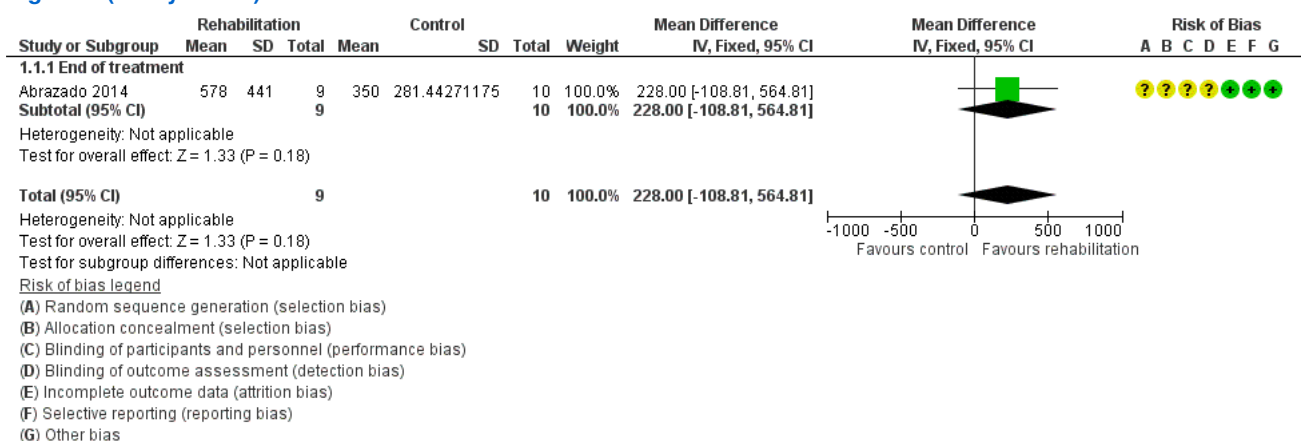 Rehabilitation Control Mean Difference Mean Difference Risk of Bias
Study or Subgroup Mean SD Total Mean SD Total Weight IV, Fixed, 95% CI IV, Fixed, 95% CI A B C D E F G
1.1.1 End of treatment
Abrazado 2014 578 441 9 350 281.44271175 10 100.0% 228.00 [-108.81, 564.81] ? ? ? ? + + +
Subtotal (95% CI) 9 10 100.0% 228.00 [-108.81, 564.81]
Heterogeneity: Not applicable
Test for overall effect: Z = 1.33 (P = 0.18)
Total (95% CI) 9 10 100.0% 228.00 [-108.81, 564.81]
Heterogeneity: Not applicable
-1000 -500 0 500 1000
Test for overall effect: Z = 1.33 (P = 0.18)
Favours control Favours rehabilitation
Test for subgroup differences: Not applicable
Risk of bias legend
(A) Random sequence generation (selection bias)
(B) Allocation concealment (selection bias)
(C) Blinding of participants and personnel (performance bias)
(D) Blinding of outcome assessment (detection bias)
(E) Incomplete outcome data (attrition bias)
(F) Selective reporting (reporting bias)
(G) Other bias